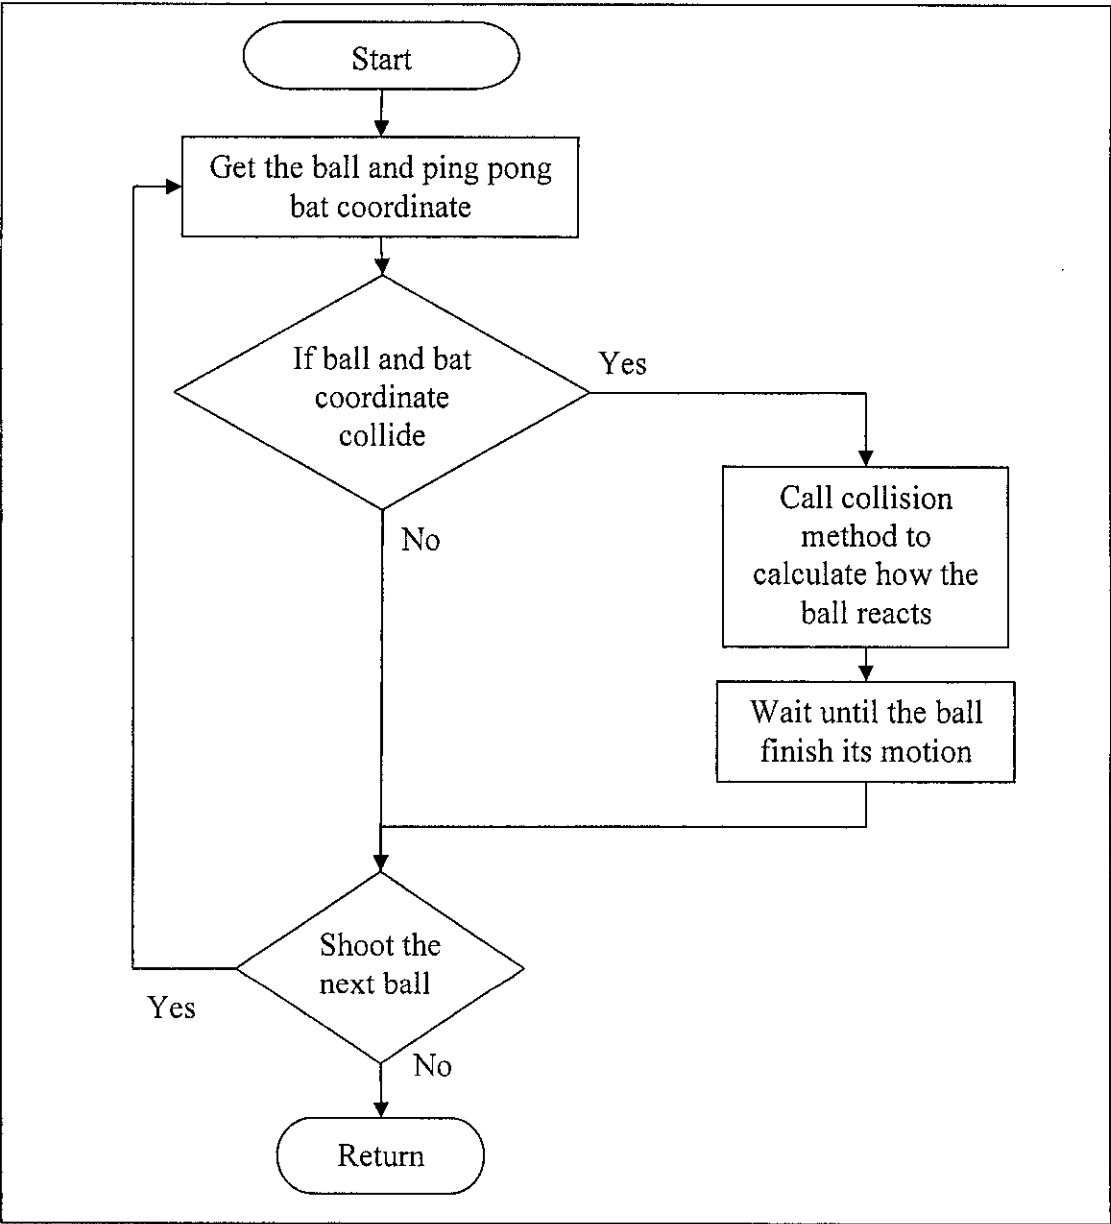 Start
Get the ball and ping pong
bat coordinate
If ball and bat
coordinate
collide
Yes
No
Call collision
method to
calculate how the
ball reacts
Wait until the ball
finish its motion
Shoot the
next ball
Yes
No
Return